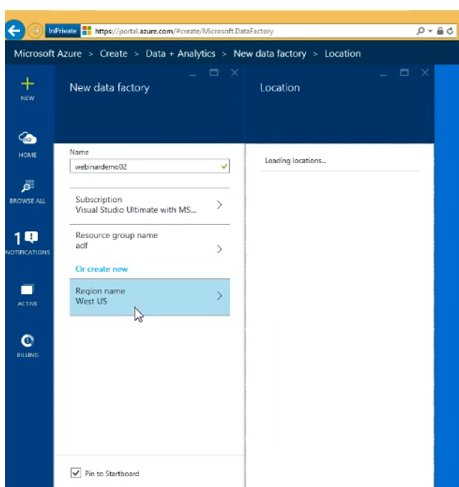 InPrivate https://portal.azure.com/#create/Microsoft.DataFactory
Microsoft Azure > Create > Data + Analytics > New data factory > Location
NEW
HOME
BROWSE ALL
1
NOTIFICATIONS
ACTIVE
BILLING
New data factory
Name
webinardemo02
Subscription
Visual Studio Ultimate with MS...
Resource group name
adf
Or create new
Region name
West US
Pin to Startboard
Location
Loading locations...